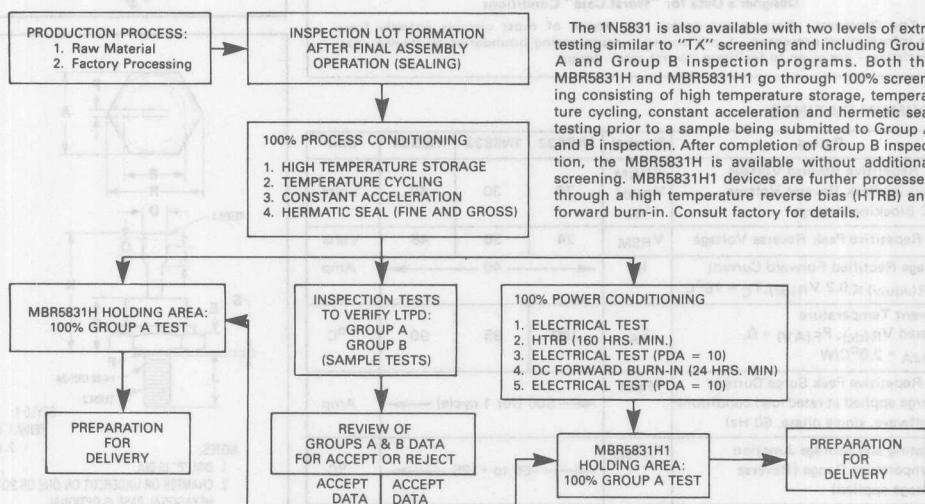 PRODUCTION PROCESS:
1. Raw Material
2. Factory Processing
INSPECTION LOT FORMATION
AFTER FINAL ASSEMBLY
OPERATION (SEALING)
The 1N5831 is also available with two levels of extr
testing similar to "TX" screening and including Grou
A and Group B inspection programs. Both th
MBR5831H and MBR5831H1 go through 100% screen
ing consisting of high temperature storage, tempera
ture cycling, constant acceleration and hermetic sea
testing prior to a sample being submitted to Group A
and B inspection. After completion of Group B inspec
tion, the MBR5831H is available without additiona
screening. MBR5831H1 devices are further processe
through a high temperature reverse bias (HTRB) an
forward burn-in. Consult factory for details.
100% PROCESS CONDITIONING
1. HIGH TEMPERATURE STORAGE
2. TEMPERATURE CYCLING
3. CONSTANT ACCELERATION
4. HERMATIC SEAL (FINE AND GROSS)
MBR5831H HOLDING AREA:
100% GROUP A TEST
INSPECTION TESTS
TO VERIFY LTPD:
GROUP A
GROUP B
(SAMPLE TESTS)
100% POWER CONDITIONING
1. ELECTRICAL TEST
2. HTRB (160 HRS. MIN.)
3. ELECTRICAL TEST (PDA = 10)
4. DC FORWARD BURN-IN (24 HRS. MIN)
5. ELECTRICAL TEST (PDA = 10)
PREPARATION
FOR
DELIVERY
REVIEW OF
GROUPS A & B DATA
FOR ACCEPT OR REJECT
ACCEPT ACCEPT
DATA DATA
MBR5831H1
HOLDING AREA:
100% GROUP A TEST
PREPARATION
FOR
DELIVERY